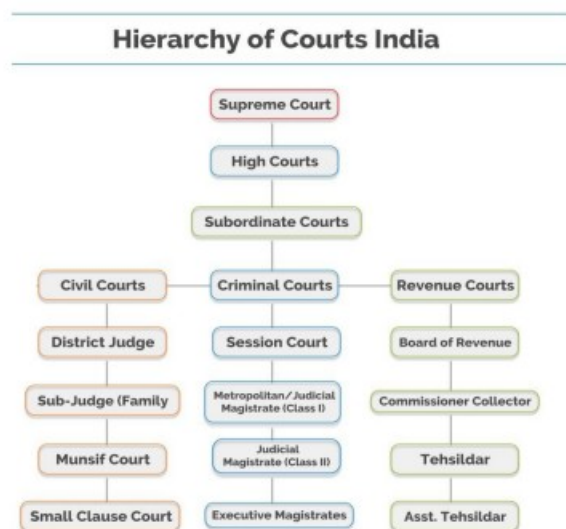 Hierarchy of Courts India
Supreme Court
High Courts
Subordinate Courts
Civil Courts
Criminal Courts
Revenue Courts
District Judge
Session Court
Board of Revenue
Sub-Judge (Family
Metropolitan/Judicial
Magistrate (Class I)
Commissioner Collector
Munsif Court
Judicial
Magistrate (Class II)
Tehsildar
Small Clause Court
Executive Magistrates
Asst. Tehsildar